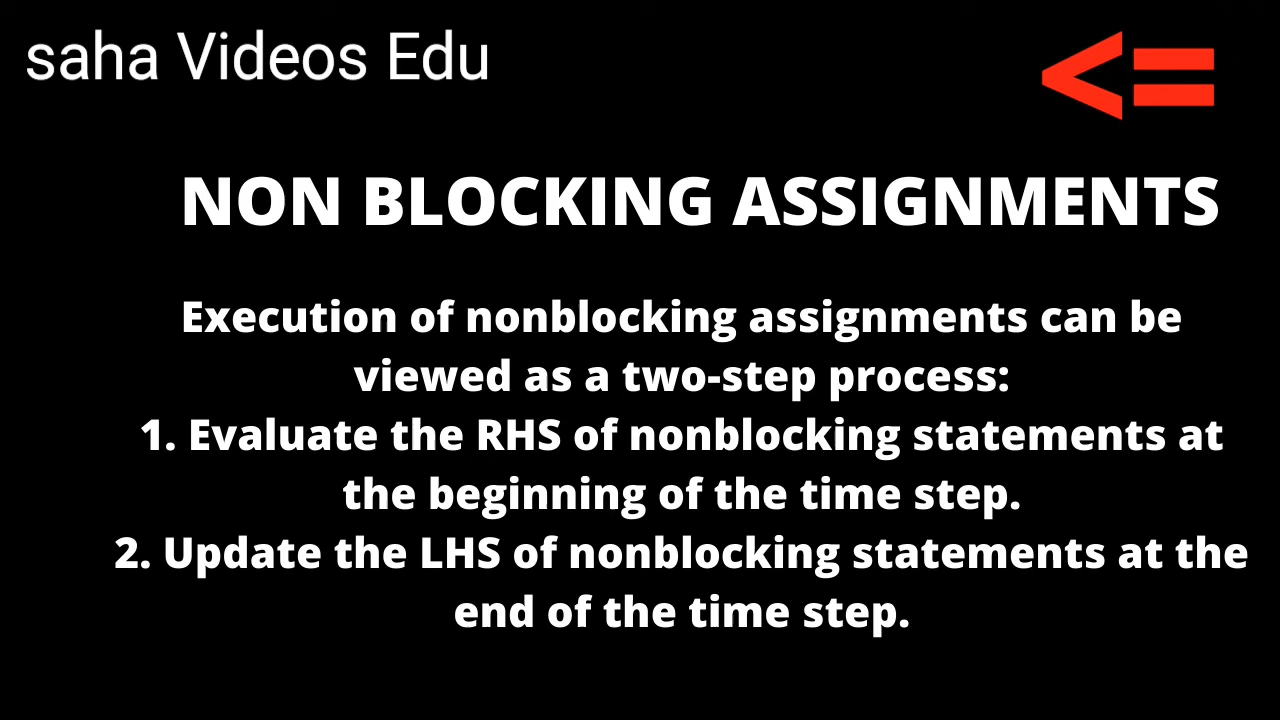 saha Videos Edu
<=
NON BLOCKING ASSIGNMENTS
Execution of nonblocking assignments can be
viewed as a two-step process:
1. Evaluate the RHS of nonblocking statements at
the beginning of the time step.
2. Update the LHS of nonblocking statements at the
end of the time step.